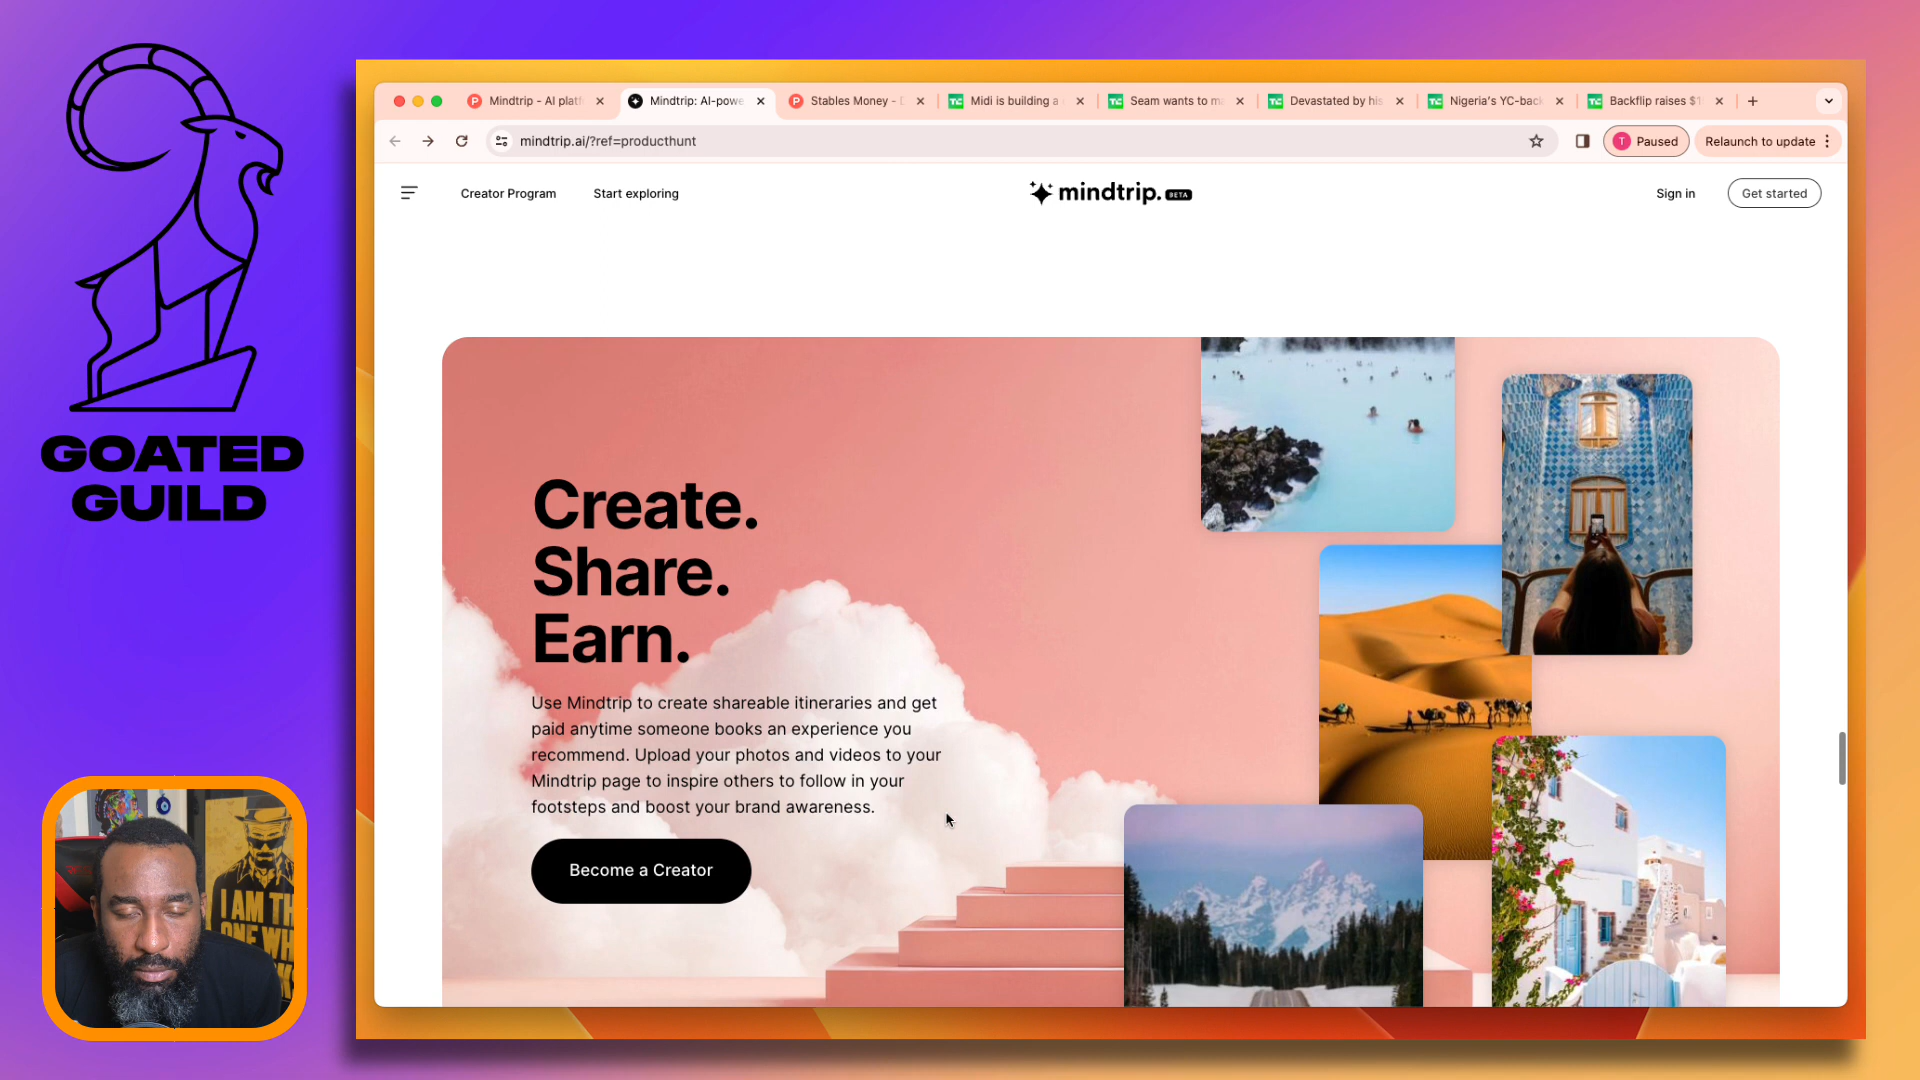 GOATED
GUILD
Mindtrip - AI platf
Mindtrip: AI-powe
Stables Money - D
Midi is building a
Seam wants to ma
Devastated by his
Nigeria's YC-back
Backflip raises $1
mindtrip.ai/?ref=producthunt
T
Paused
Relaunch to update
Creator Program
Start exploring
mindtrip. BETA
Sign in
Get started
Create.
Share.
Earn.
Use Mindtrip to create shareable itineraries and get
paid anytime someone books an experience you
recommend. Upload your photos and videos to your
Mindtrip page to inspire others to follow in your
footsteps and boost your brand awareness.
Become a Creator
I AM TH
ONE WH